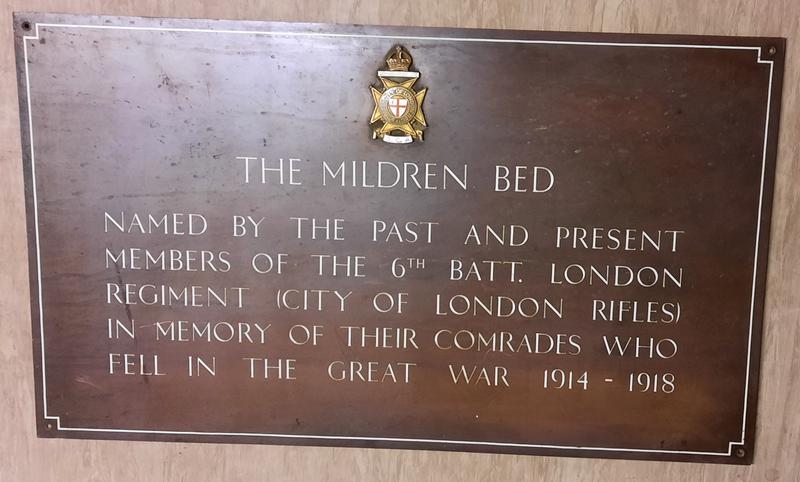 THE MILDREN BED
NAMED BY THE PAST AND PRESENT
MEMBERS OF THE 6TH BATT. LONDON
REGIMENT (CITY OF LONDON RIFLES)
IN MEMORY OF THEIR COMRADES WHO
FELL IN THE GREAT WAR 1914 - 1918